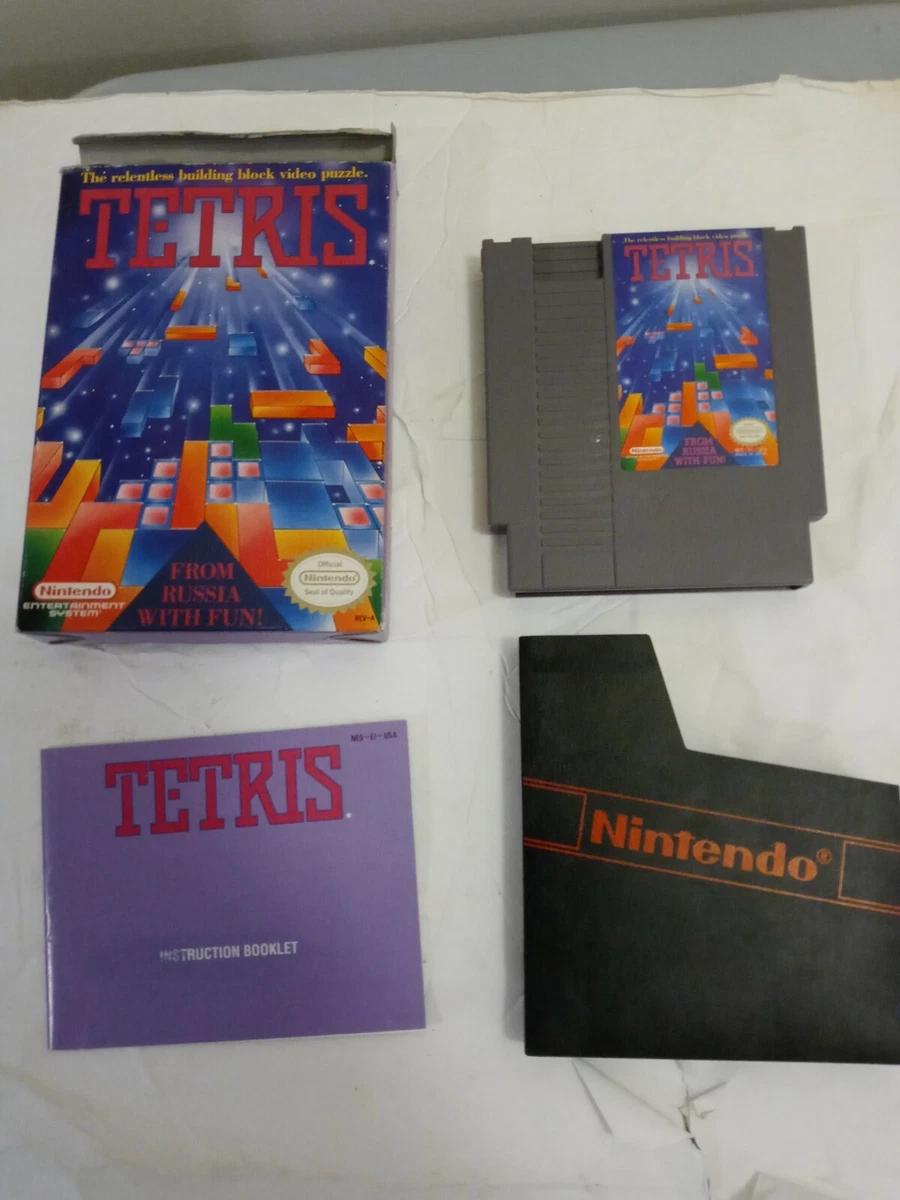 The relentless building block video puzzle.
TETRIS
FROM
RUSSIA
WITH FUN!
Nintendo
ENTERTAINMENT
SYSTEM
Official
Nintendo
Seal of Quality
REV-A
The relentless building block video puzzle.
TETRIS
FROM
RUSSIA
WITH FUN!
Nintendo
NES-EI-USA
TETRIS
INSTRUCTION BOOKLET
Nintendo®